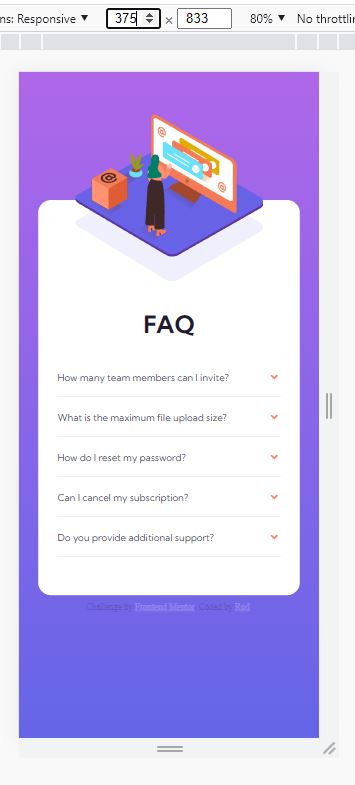 ns: Responsive ▼ 375 × 833 80% ▼ No throttlin
FAQ
How many team members can I invite?
What is the maximum file upload size?
How do I reset my password?
Can I cancel my subscription?
Do you provide additional support?
Challenge by Frontend Mentor. Coded by Rad.